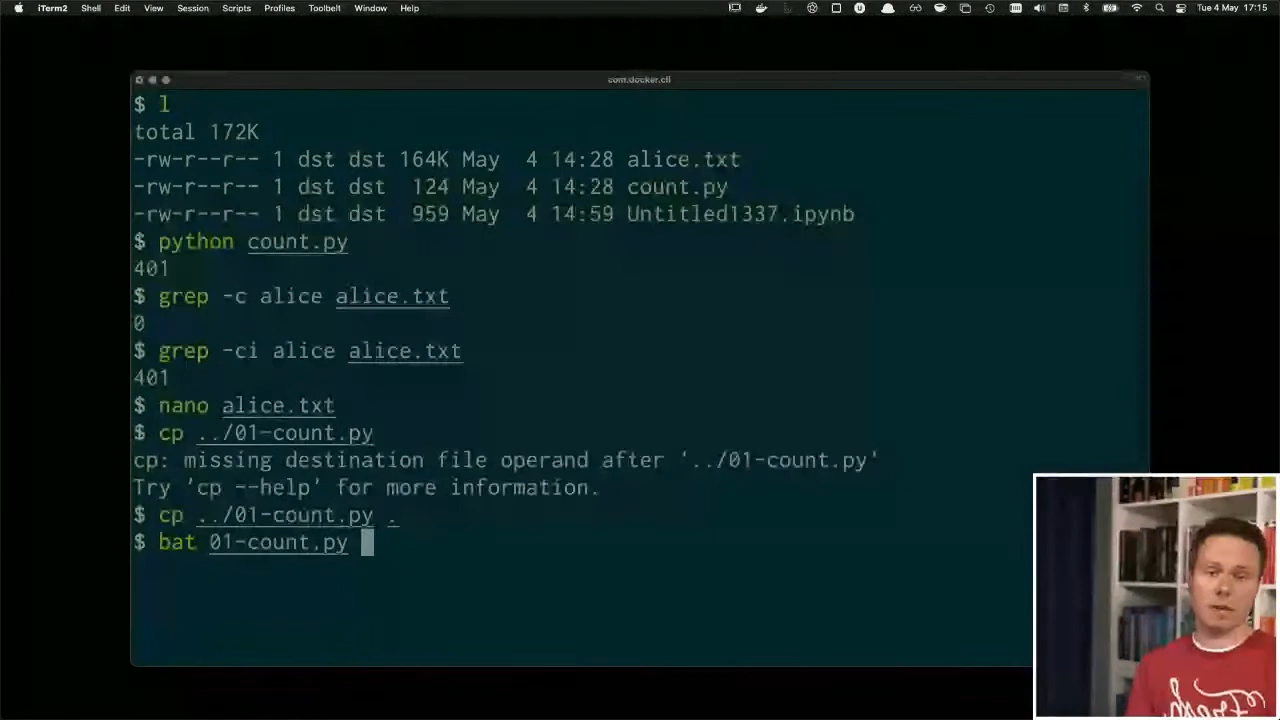 iTerm2 Shell Edit View Session Scripts Profiles Toolbelt Window Help Tue 4 May 17:15
com.docker.cli
$ l
total 172K
-rw-r--r-- 1 dst dst 164K May  4 14:28 alice.txt
-rw-r--r-- 1 dst dst  124 May  4 14:28 count.py
-rw-r--r-- 1 dst dst  959 May  4 14:59 Untitled1337.ipynb
$ python count.py
401
$ grep -c alice alice.txt
0
$ grep -ci alice alice.txt
401
$ nano alice.txt
$ cp ../01-count.py
cp: missing destination file operand after ‘../01-count.py’
Try ‘cp --help’ for more information.
$ cp ../01-count.py .
$ bat 01-count.py
Fresh